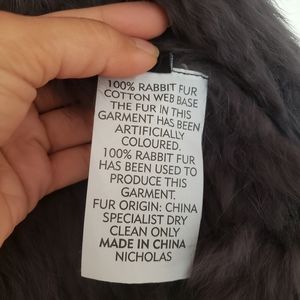 100% RABBIT FUR
COTTON WEB BASE
THE FUR IN THIS
GARMENT HAS BEEN
ARTIFICIALLY
COLOURED.
100% RABBIT FUR
HAS BEEN USED TO
PRODUCE THIS
GARMENT.
FUR ORIGIN: CHINA
SPECIALIST DRY
CLEAN ONLY
MADE IN CHINA
NICHOLAS